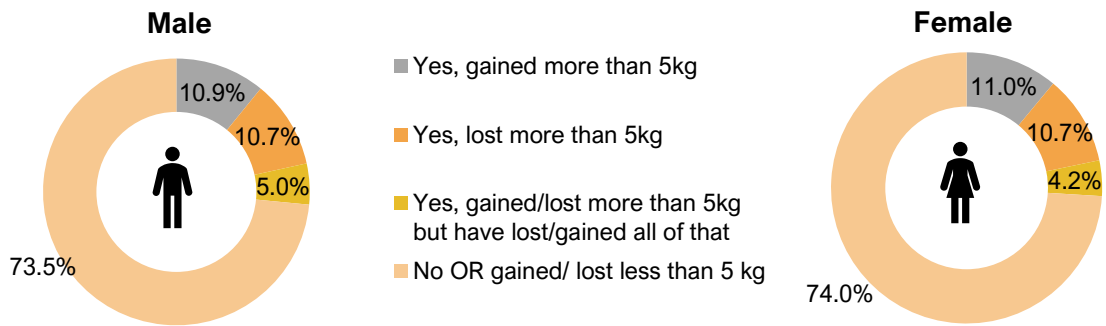 Male
10.9%
10.7%
5.0%
73.5%
Yes, gained more than 5kg
Yes, lost more than 5kg
Yes, gained/lost more than 5kg
but have lost/gained all of that
No OR gained/ lost less than 5 kg
Female
11.0%
10.7%
4.2%
74.0%